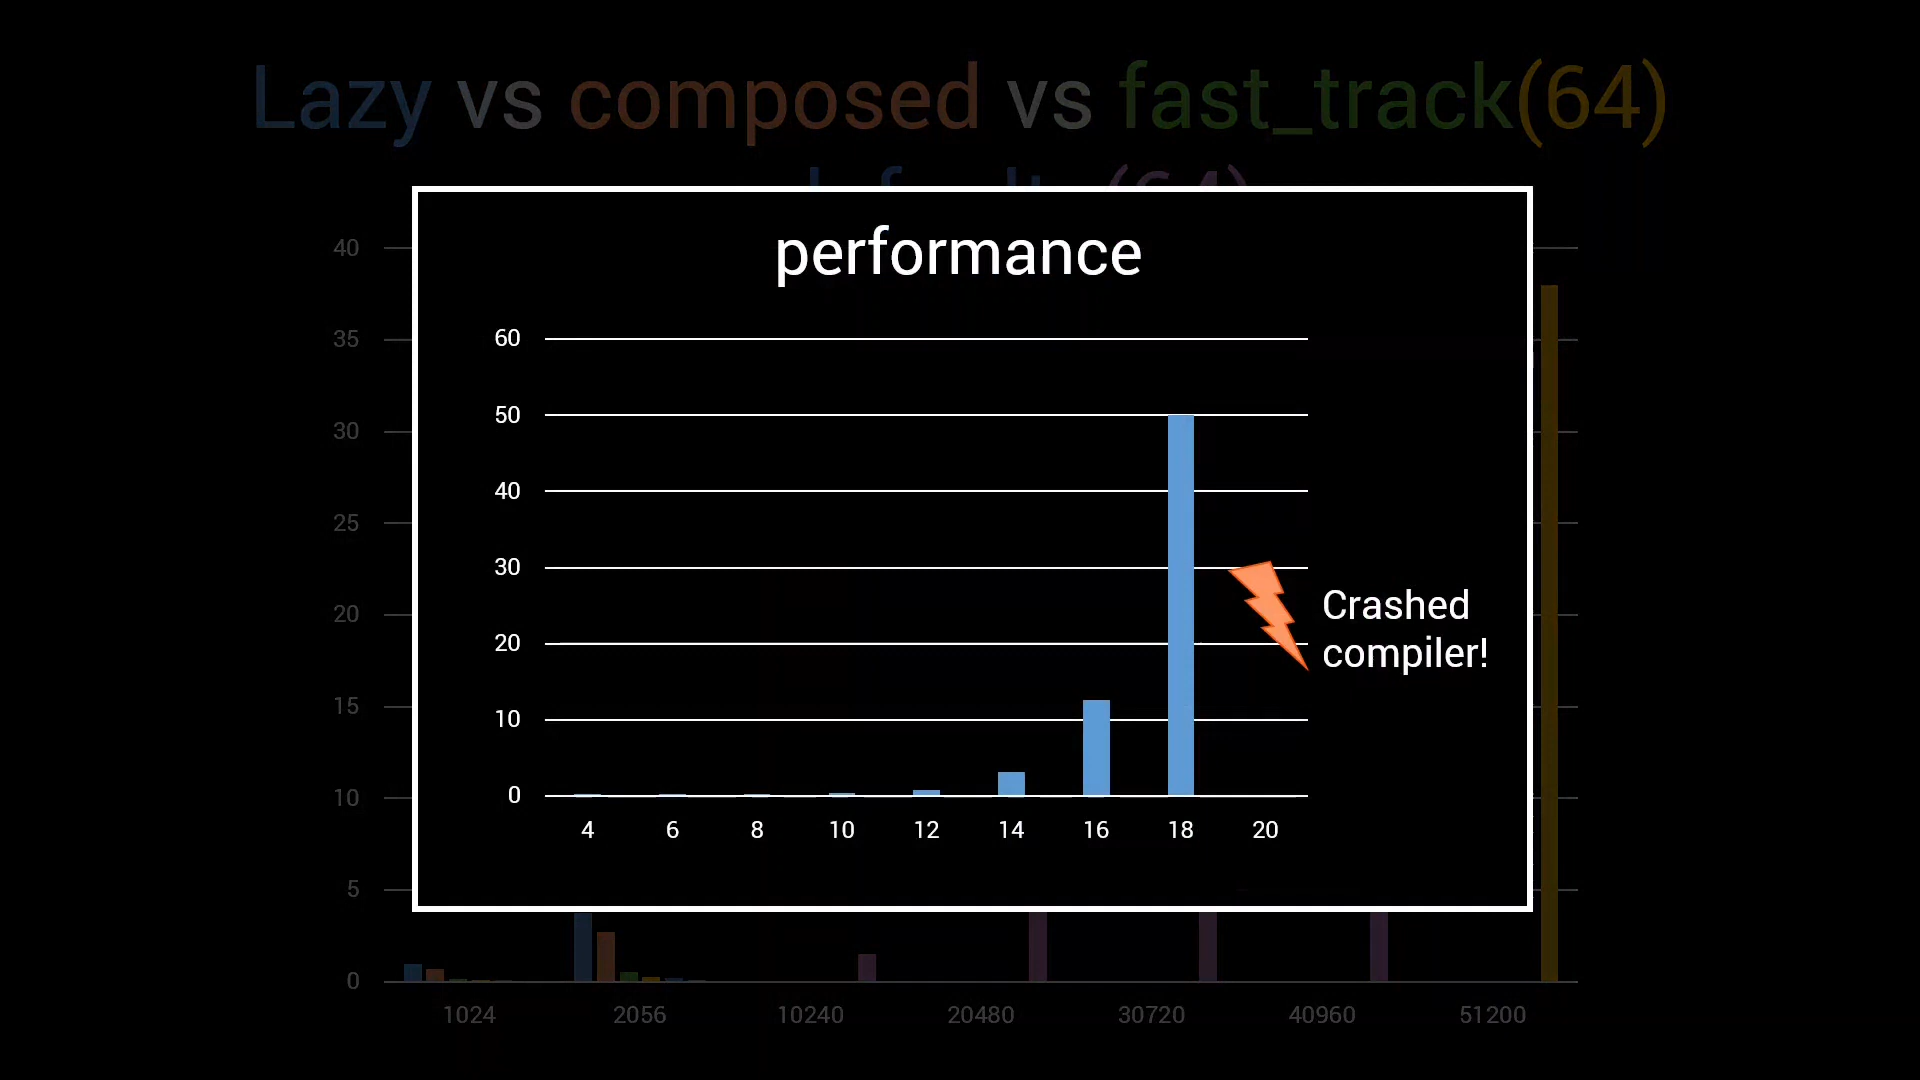 Lazy vs composed vs fast_track(64)
(64)
performance
60
50
40
30
20
10
0
4 6 8 10 12 14 16 18 20
Crashed
compiler!
40
35
30
25
20
15
10
5
0
1024 2056 10240 20480 30720 40960 51200